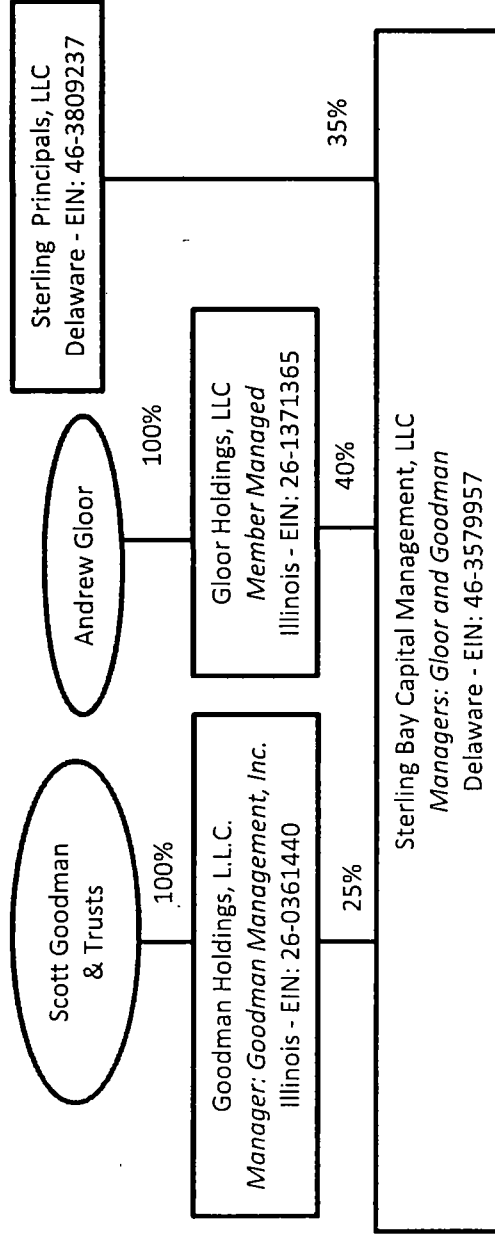 Scott Goodman
& Trusts
100%
Goodman Holdings, L.L.C.
Manager: Goodman Management, Inc.
Illinois - EIN: 26-0361440
25%
Andrew Gloor
100%
Gloor Holdings, LLC
Member Managed
Illinois - EIN: 26-1371365
40%
Sterling Principals, LLC
Delaware - EIN: 46-3809237
35%
Sterling Bay Capital Management, LLC
Managers: Gloor and Goodman
Delaware - EIN: 46-3579957